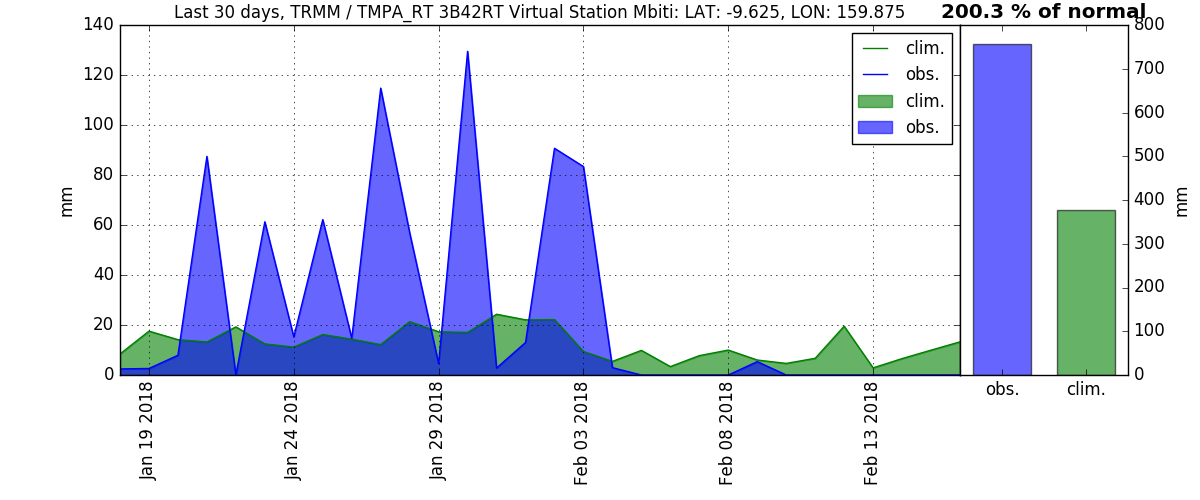 Last 30 days, TRMM / TMPA_RT 3B42RT Virtual Station Mbiti: LAT: -9.625, LON: 159.875
200.3 % of normal
140
120
100
80
60
40
20
0
mm
clim.
obs.
clim.
obs.
Jan 19 2018
Jan 24 2018
Jan 29 2018
Feb 03 2018
Feb 08 2018
Feb 13 2018
800
700
600
500
400
300
200
100
0
mm
obs.
clim.